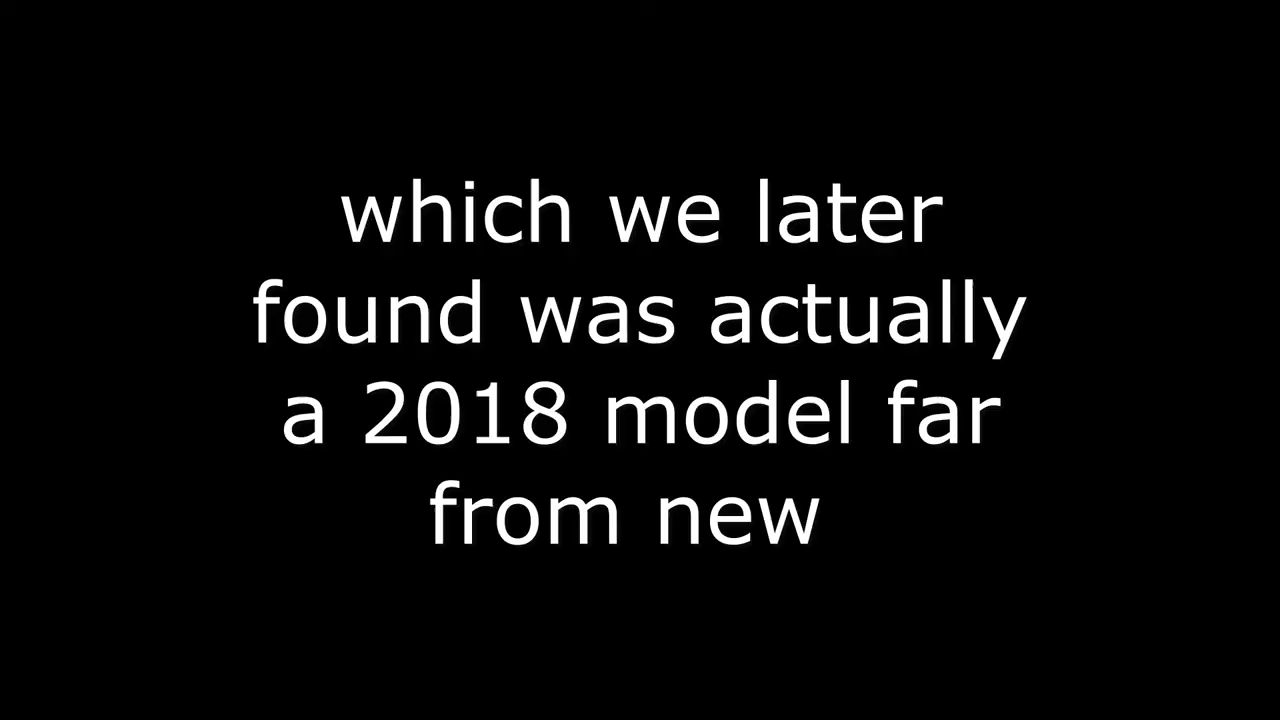 which we later
found was actually
a 2018 model far
from new